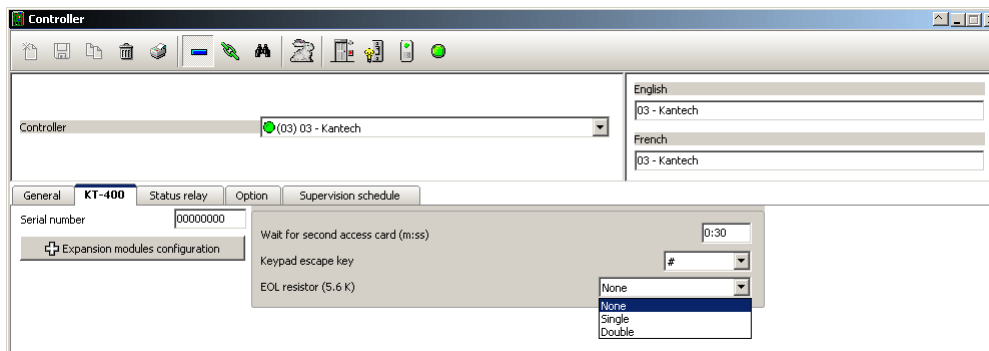 Controller
English
03 - Kantech
Controller
(03) 03 - Kantech
French
03 - Kantech
General KT-400 Status relay Option Supervision schedule
Serial number 00000000
Expansion modules configuration
Wait for second access card (m:ss) 0:30
Keypad escape key #
EOL resistor (5.6 K) None
None
Single
Double